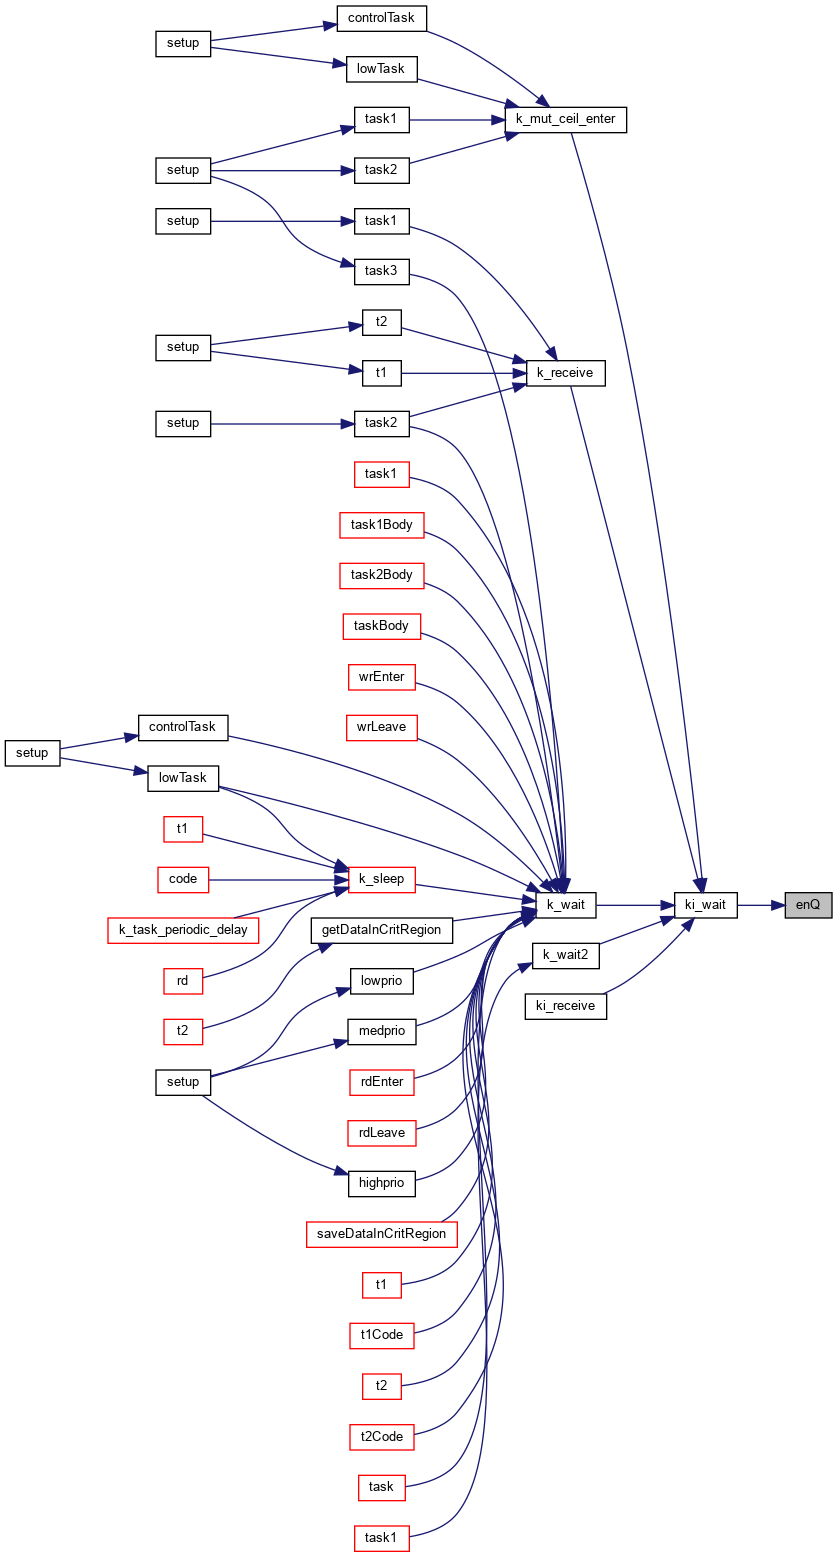 controlTask
setup
lowTask
task1
k_mut_ceil_enter
setup
task2
setup
task1
task3
t2
setup
t1
k_receive
setup
task2
task1
task1Body
task2Body
taskBody
wrEnter
wrLeave
controlTask
setup
lowTask
t1
code
k_sleep
k_wait
ki_wait
enQ
k_task_periodic_delay
getDataInCritRegion
k_wait2
rd
lowprio
ki_receive
t2
medprio
setup
rdEnter
rdLeave
highprio
saveDataInCritRegion
t1
t1Code
t2
t2Code
task
task1